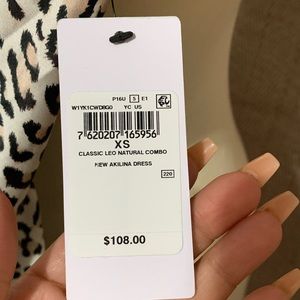 P16U 3 E1
W1YK1CWD8G0 YC US
7 620207 165956
XS
CLASSIC LEO NATURAL COMBO
NEW AKILINA DRESS
220
$108.00